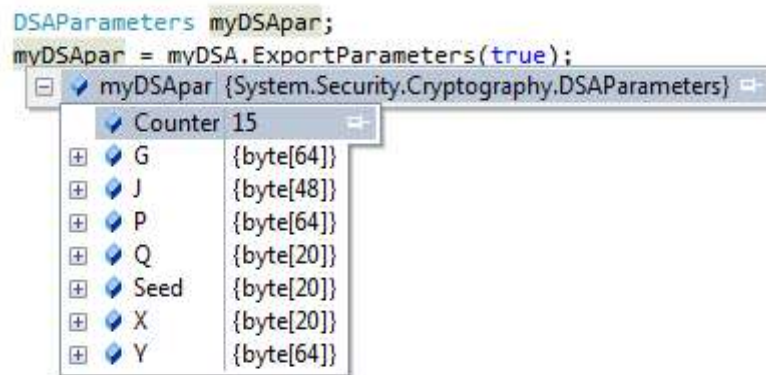 DSAParameters myDSApar;
myDSApar = myDSA.ExportParameters(true);
myDSApar {System.Security.Cryptography.DSAParameters}
Counter 15
G {byte[64]}
J {byte[48]}
P {byte[64]}
Q {byte[20]}
Seed {byte[20]}
X {byte[20]}
Y {byte[64]}